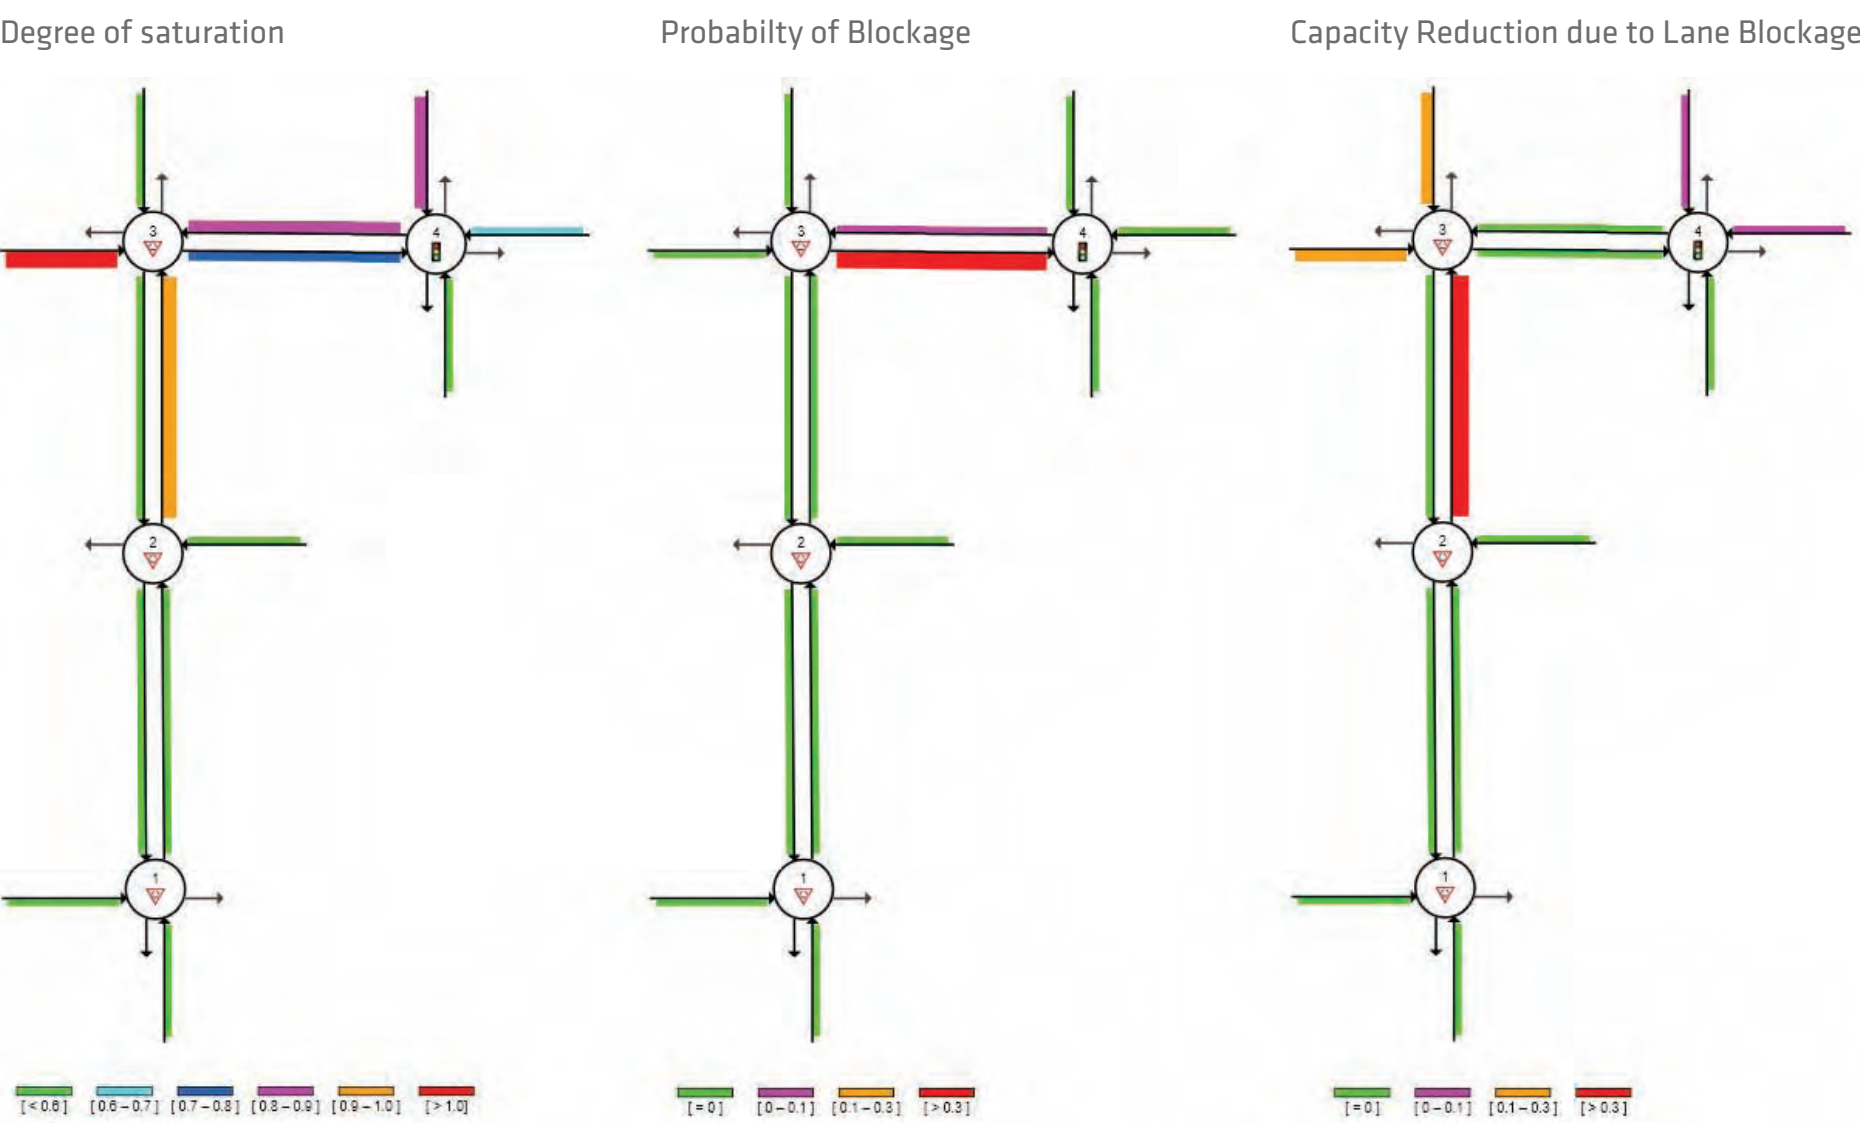 Degree of saturation
Probabilty of Blockage
Capacity Reduction due to Lane Blockage
3
4
2
1
[ < 0.6 ]
[ 0.6 – 0.7 ]
[ 0.7 – 0.8 ]
[ 0.8 – 0.9 ]
[ 0.9 – 1.0 ]
[ > 1.0 ]
3
4
2
1
[ = 0 ]
[ 0 – 0.1 ]
[ 0.1 – 0.3 ]
[ > 0.3 ]
3
4
2
1
[ = 0 ]
[ 0 – 0.1 ]
[ 0.1 – 0.3 ]
[ > 0.3 ]